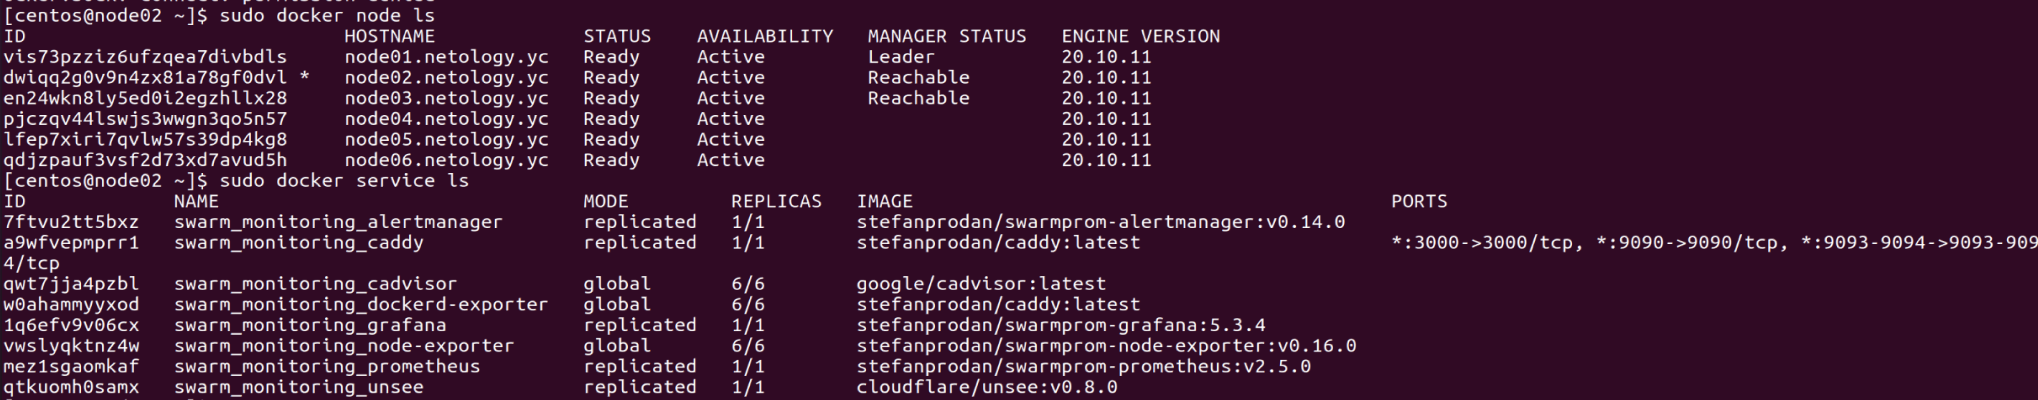 [centos@node02 ~]$ sudo docker node ls
ID HOSTNAME STATUS AVAILABILITY MANAGER STATUS ENGINE VERSION
vis73pzziz6ufzqea7divbdls node01.netology.yc Ready Active Leader 20.10.11
dwiqq2g0v9n4zx81a78gf0dvl * node02.netology.yc Ready Active Reachable 20.10.11
en24wkn8ly5ed0i2egzhllx28 node03.netology.yc Ready Active Reachable 20.10.11
pjczqv44lswjs3wwgn3qo5n57 node04.netology.yc Ready Active 20.10.11
lfep7xiri7qvlw57s39dp4kg8 node05.netology.yc Ready Active 20.10.11
qdjzpauf3vsf2d73xd7avud5h node06.netology.yc Ready Active 20.10.11
[centos@node02 ~]$ sudo docker service ls
ID NAME MODE REPLICAS IMAGE PORTS
7ftvu2tt5bxz swarm_monitoring_alertmanager replicated 1/1 stefanprodan/swarmprom-alertmanager:v0.14.0
a9wfvepmprr1 swarm_monitoring_caddy replicated 1/1 stefanprodan/caddy:latest *:3000->3000/tcp, *:9090->9090/tcp, *:9093-9094->9093-909
4/tcp
qwt7jja4pzbl swarm_monitoring_cadvisor global 6/6 google/cadvisor:latest
w0ahammyyxod swarm_monitoring_dockerd-exporter global 6/6 stefanprodan/caddy:latest
1q6efv9v06cx swarm_monitoring_grafana replicated 1/1 stefanprodan/swarmprom-grafana:5.3.4
vwslyqktnz4w swarm_monitoring_node-exporter global 6/6 stefanprodan/swarmprom-node-exporter:v0.16.0
mez1sgaomkaf swarm_monitoring_prometheus replicated 1/1 stefanprodan/swarmprom-prometheus:v2.5.0
qtkuomh0samx swarm_monitoring_unsee replicated 1/1 cloudflare/unsee:v0.8.0